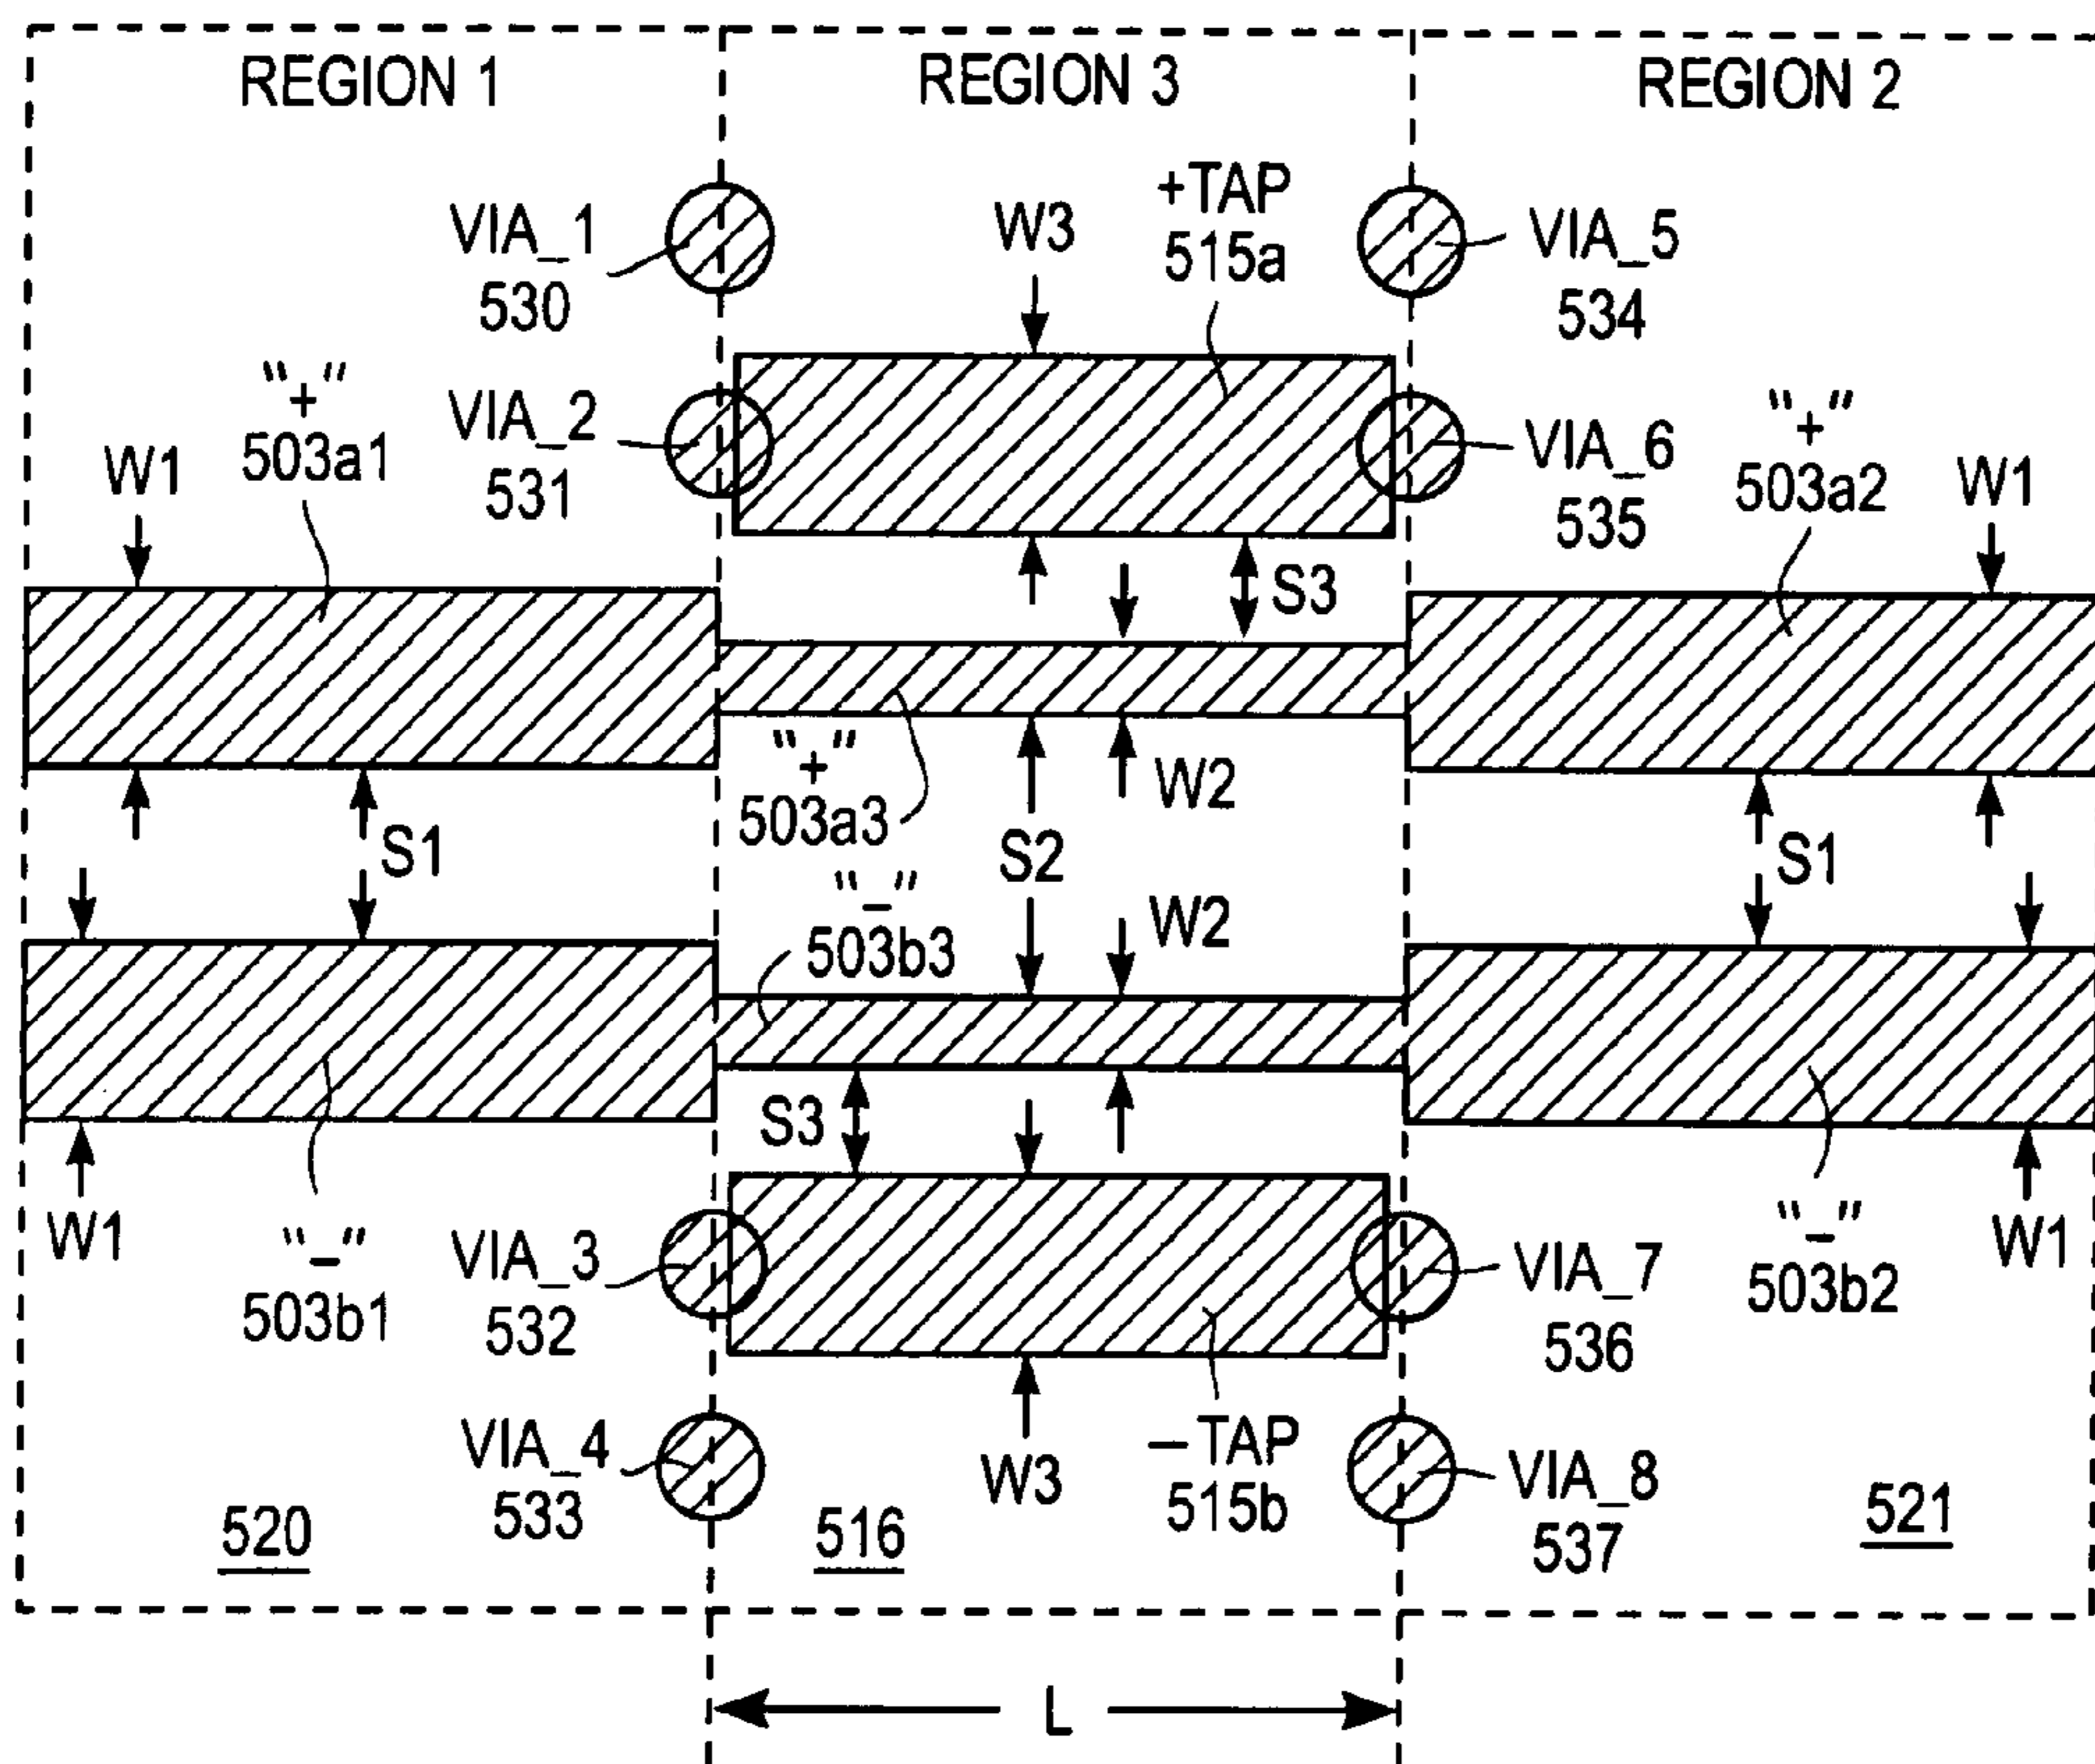 REGION 1
REGION 3
REGION 2
VIA_1
530
W3
+TAP
515a
VIA_5
534
"+"
503a1
W1
VIA_2
531
VIA_6
535
"+"
503a2
W1
S3
"+"
503a3
W2
S1
S2
S1
"–"
503b3
W2
S3
W1
"–"
503b1
VIA_3
532
VIA_7
536
"–"
503b2
W1
VIA_4
533
W3
–TAP
515b
VIA_8
537
520
516
521
L